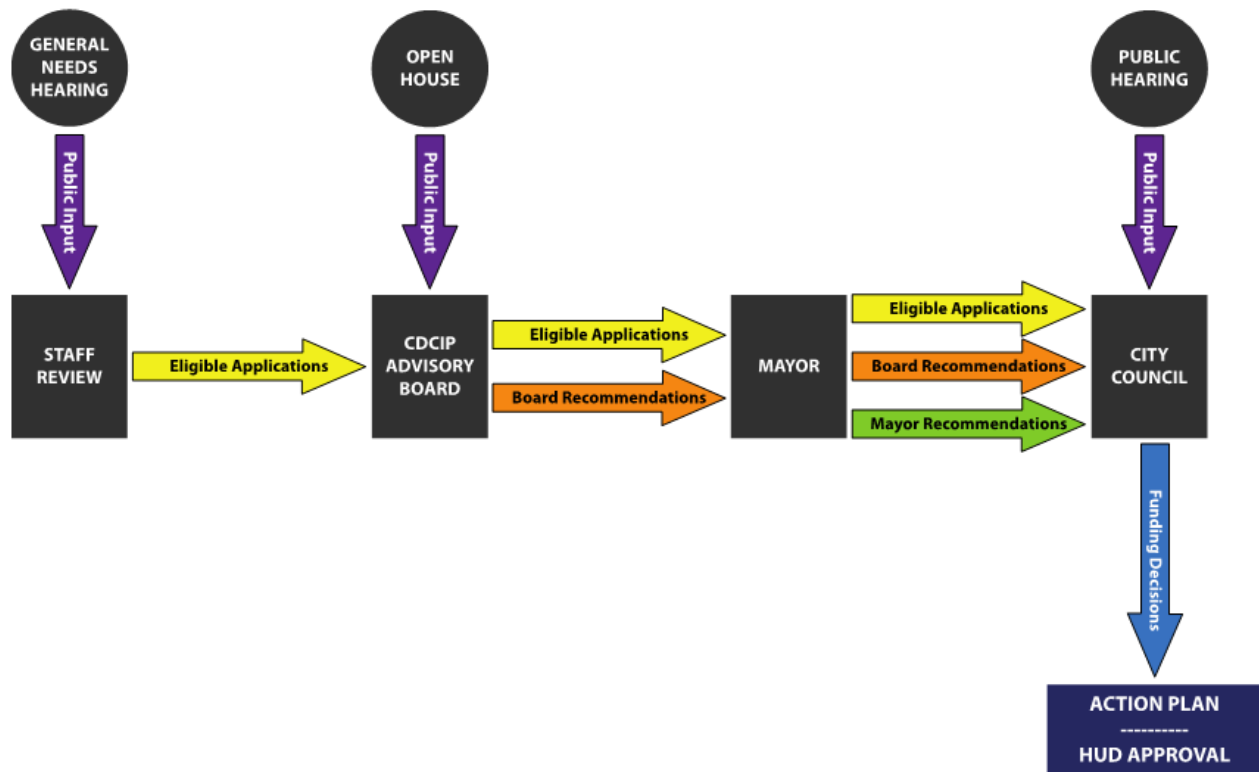 GENERAL
NEEDS
HEARING
OPEN
HOUSE
PUBLIC
HEARING
Public Input
Public Input
Public Input
STAFF
REVIEW
Eligible Applications
CDCIP
ADVISORY
BOARD
Eligible Applications
Board Recommendations
MAYOR
Eligible Applications
Board Recommendations
Mayor Recommendations
CITY
COUNCIL
Funding Decisions
ACTION PLAN
----------
HUD APPROVAL